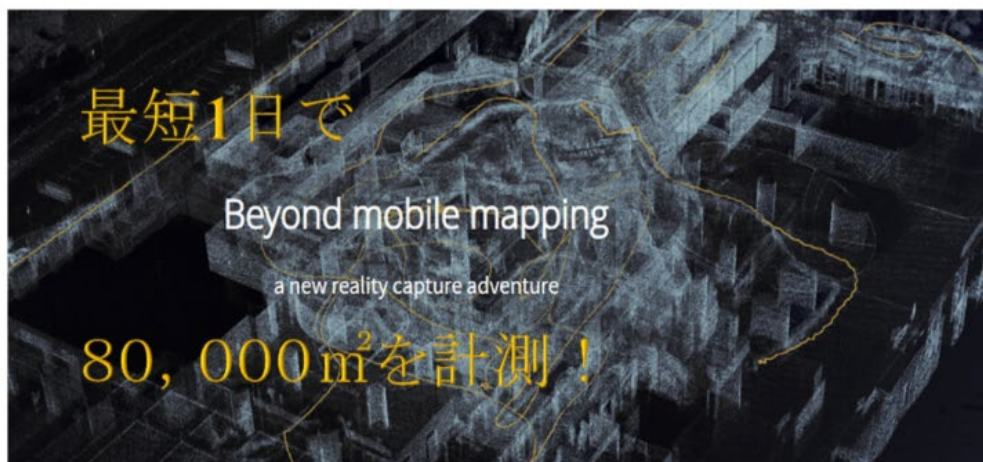 最短1日で
Beyond mobile mapping
a new reality capture adventure
80,000㎡を計測！